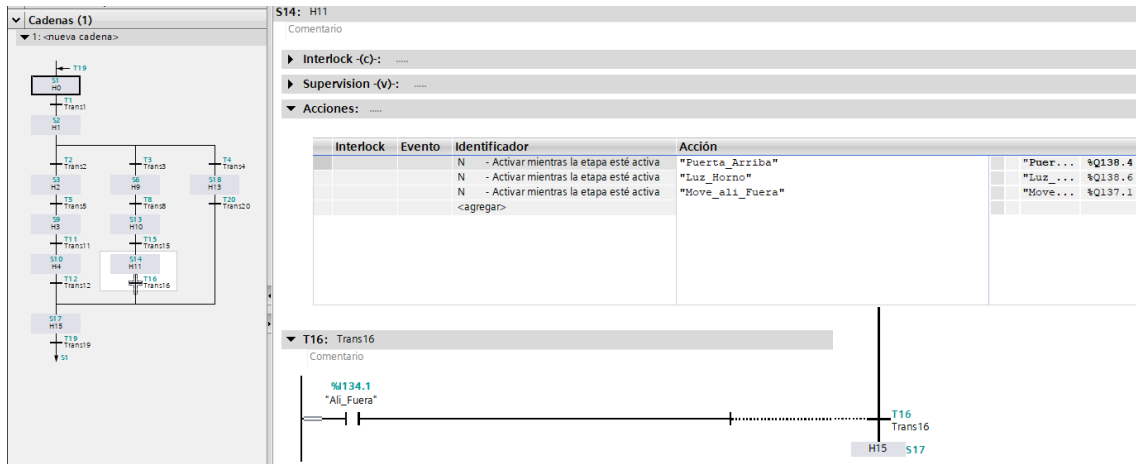 Cadenas (1)
1: <nueva cadena>
T19
S1
H0
T1
Trans1
S2
H1
T2
Trans2
T3
Trans3
T4
Trans4
S3
H2
S6
H9
S18
H13
T5
Trans5
T8
Trans8
T20
Trans20
S9
H3
S13
H10
T11
Trans11
T15
Trans15
S10
H4
S14
H11
T12
Trans12
T16
Trans16
S17
H15
T19
Trans19
S1
S14: H11
Comentario
Interlock -(c)-: .....
Supervision -(v)-: .....
Acciones: .....
Interlock Evento Identificador Acción
N - Activar mientras la etapa esté activa "Puerta_Arriba" "Puer... %Q138.4
N - Activar mientras la etapa esté activa "Luz_Horno" "Luz_... %Q138.6
N - Activar mientras la etapa esté activa "Move_ali_Fuera" "Move... %Q137.1
<agregar>
T16: Trans16
Comentario
%I134.1
"Ali_Fuera"
T16
Trans16
H15 S17